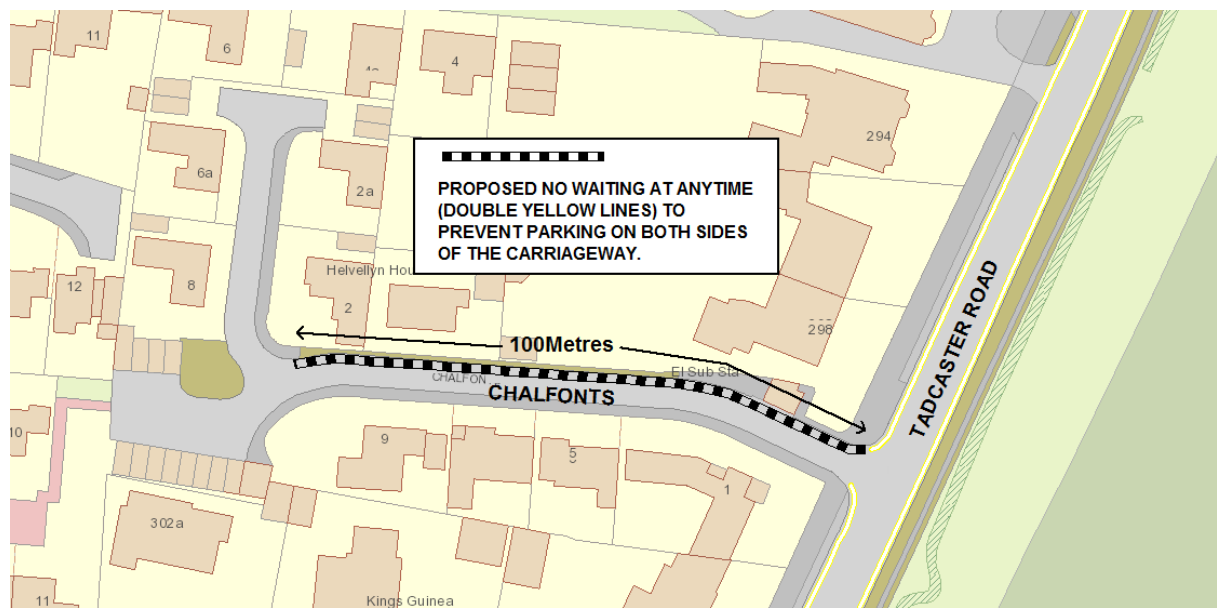 11
6
4
294
6a
2a
PROPOSED NO WAITING AT ANYTIME
(DOUBLE YELLOW LINES) TO
PREVENT PARKING ON BOTH SIDES
OF THE CARRIAGEWAY.
Helvellyn Hou
12
8
2
298
TADCASTER ROAD
100Metres
El Sub Sta
CHALFON
CHALFONTS
10
9
5
1
302a
11
Kings Guinea